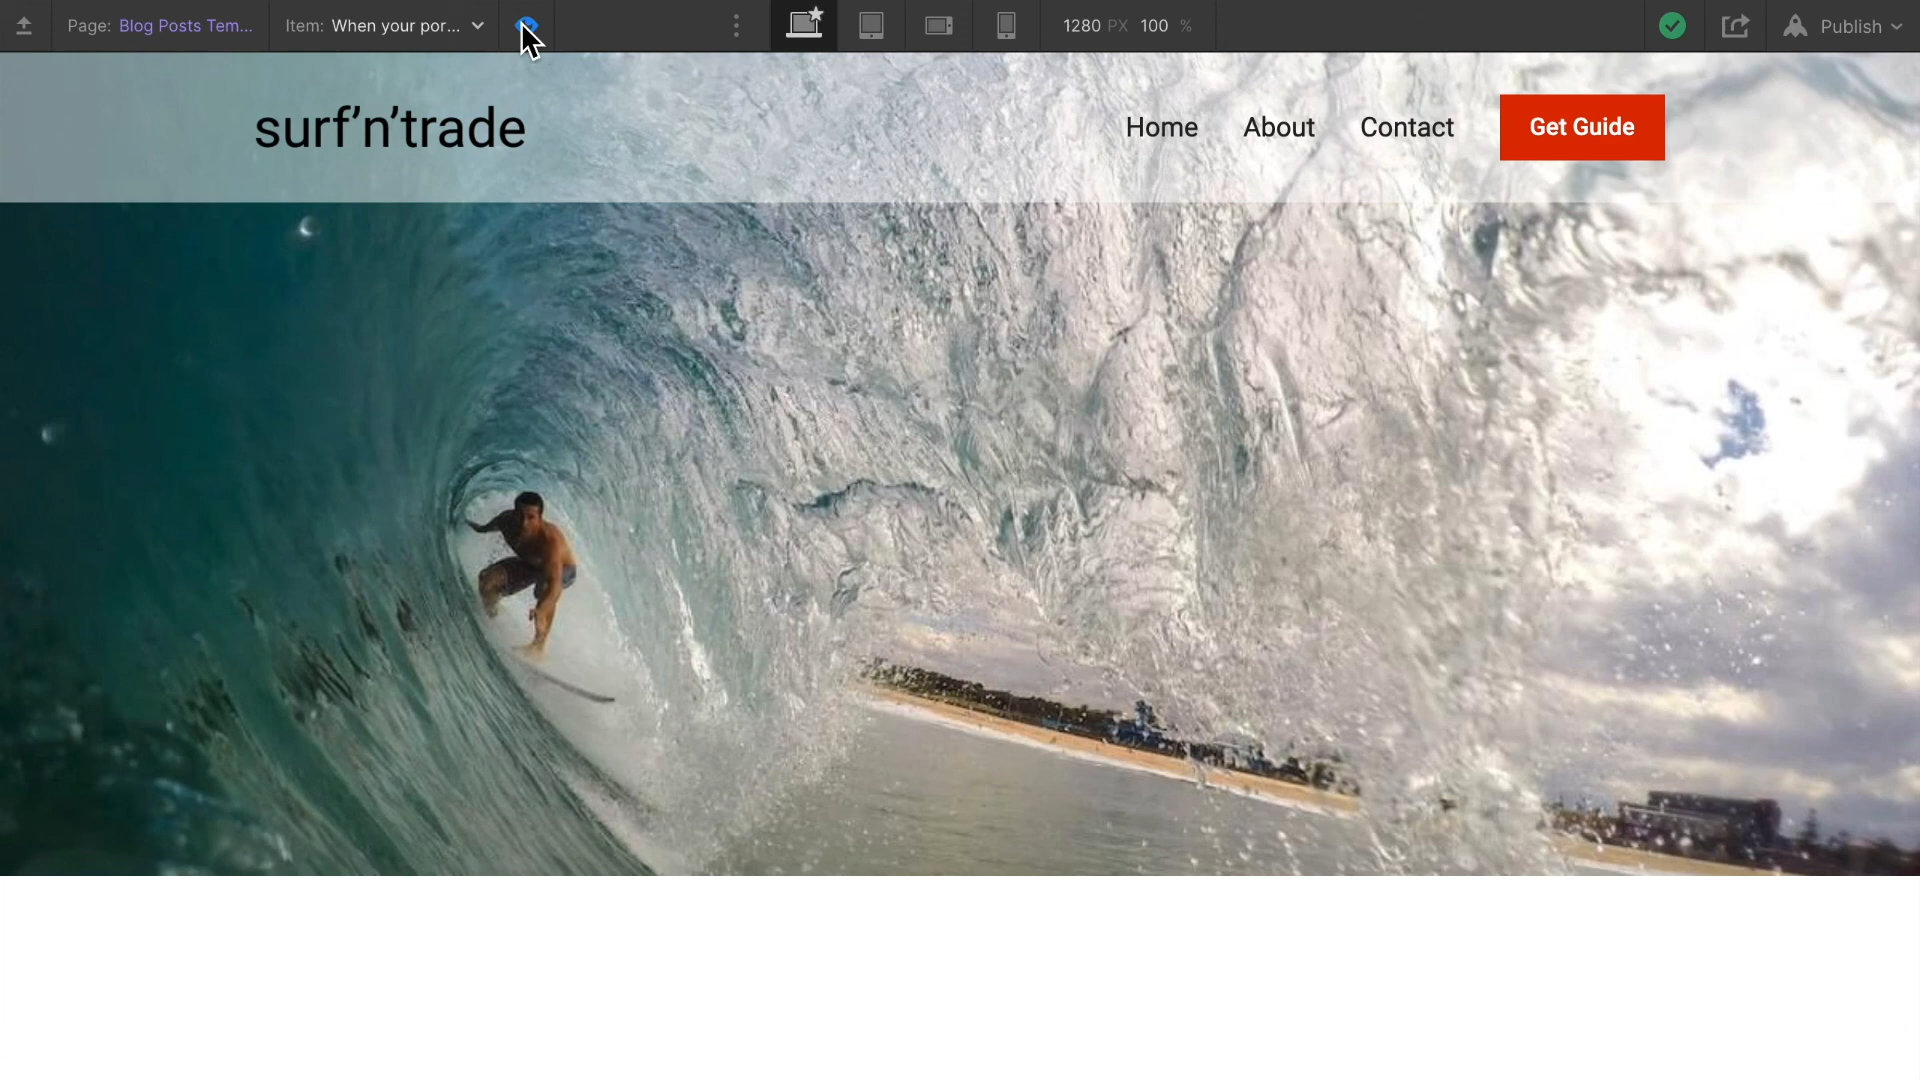 Page: Blog Posts Tem... Item: When your por... 1280 PX 100 % Publish
surf’n’trade Home About Contact Get Guide